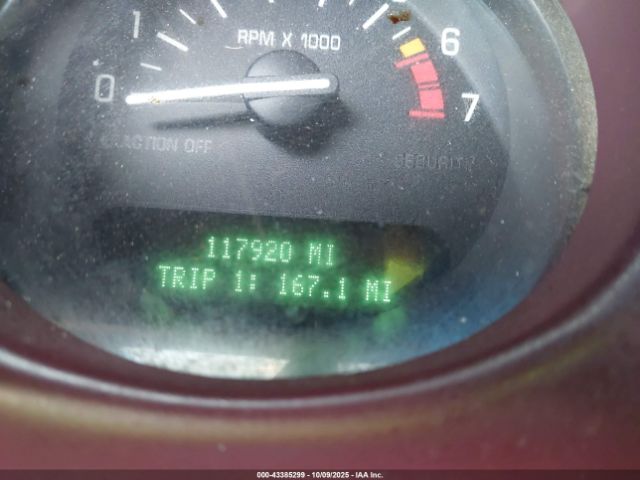 1
RPM X 1000
6
0
7
TRACTION OFF
SECURITY
117920 MI
TRIP 1: 167.1 MI
000-43385299 - 10/09/2025 - IAA Inc.